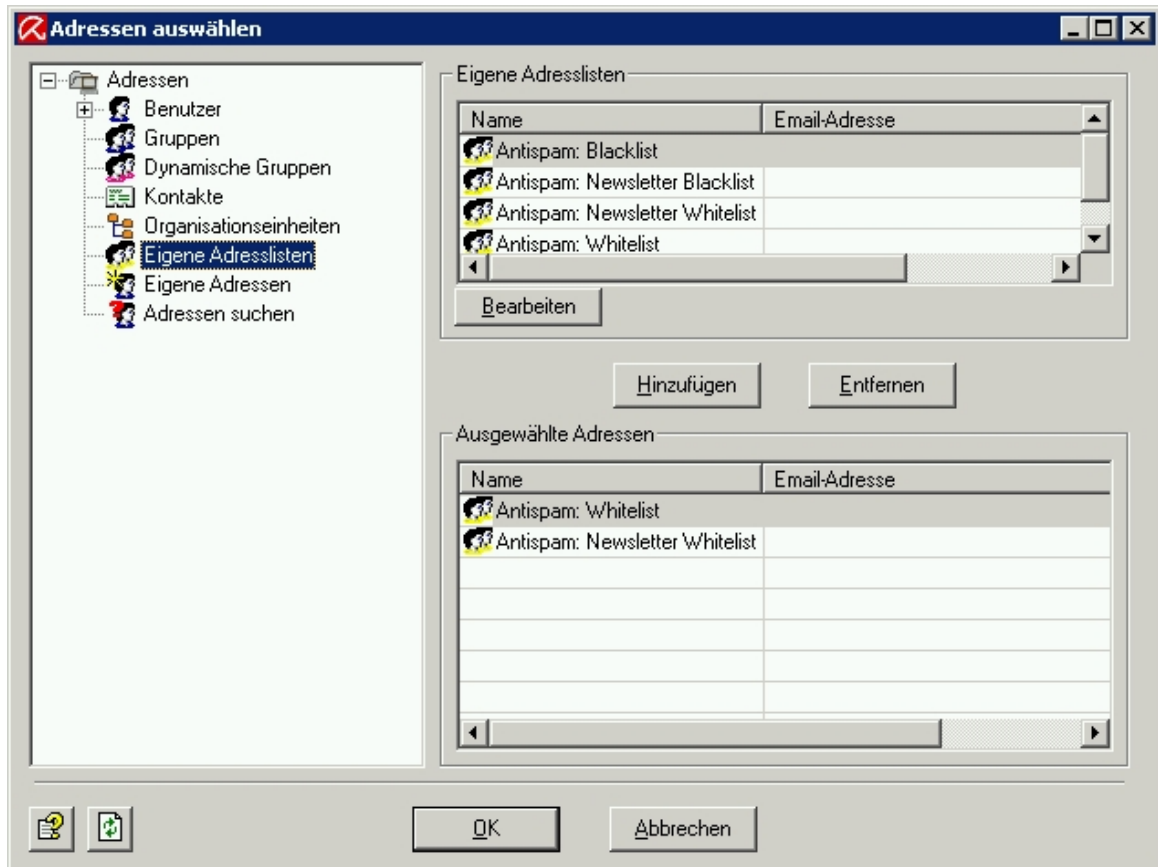 Adressen auswählen
Adressen
Benutzer
Gruppen
Dynamische Gruppen
Kontakte
Organisationseinheiten
Eigene Adresslisten
Eigene Adressen
Adressen suchen
Eigene Adresslisten
Name Email-Adresse
Antispam: Blacklist
Antispam: Newsletter Blacklist
Antispam: Newsletter Whitelist
Antispam: Whitelist
Bearbeiten
Hinzufügen Entfernen
Ausgewählte Adressen
Name Email-Adresse
Antispam: Whitelist
Antispam: Newsletter Whitelist
OK Abbrechen